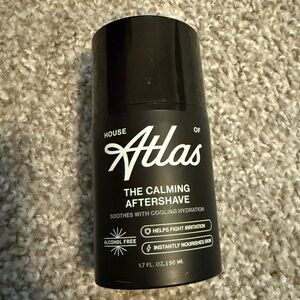 HOUSE OF
Atlas
THE CALMING
AFTERSHAVE
SOOTHES WITH COOLING HYDRATION
ALCOHOL FREE
HELPS FIGHT IRRITATION
INSTANTLY NOURISHES SKIN
1.7 FL. OZ. | 50 ML